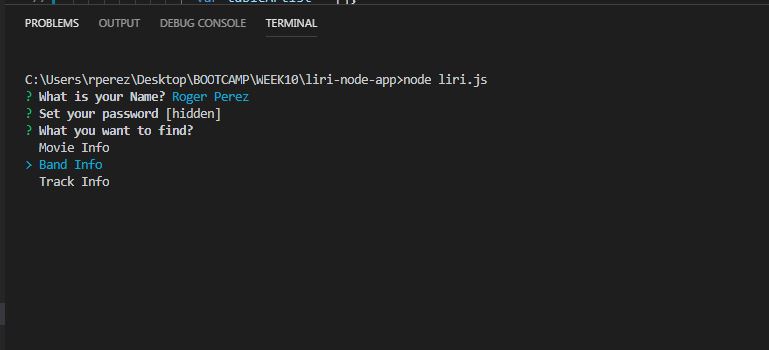 PROBLEMS OUTPUT DEBUG CONSOLE TERMINAL
C:\Users\rperez\Desktop\BOOTCAMP\WEEK10\liri-node-app>node liri.js
? What is your Name? Roger Perez
? Set your password [hidden]
? What you want to find?
Movie Info
> Band Info
Track Info